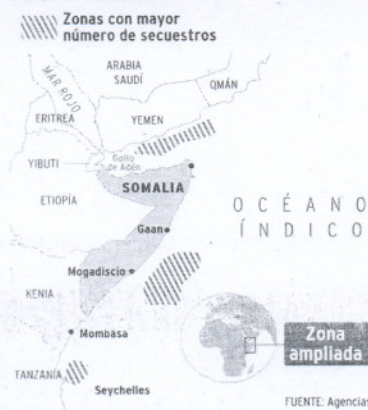 Zonas con mayor
número de secuestros
ARABIA
SAUDÍ
OMÁN
MAR ROJO
ERITREA
YEMEN
YIBUTI
Golfo
de Adén
SOMALIA
ETIOPÍA
OCÉANO
ÍNDICO
Gaan
Mogadiscio
KENIA
Mombasa
Zona
ampliada
TANZANIA
Seychelles
FUENTE: Agencias